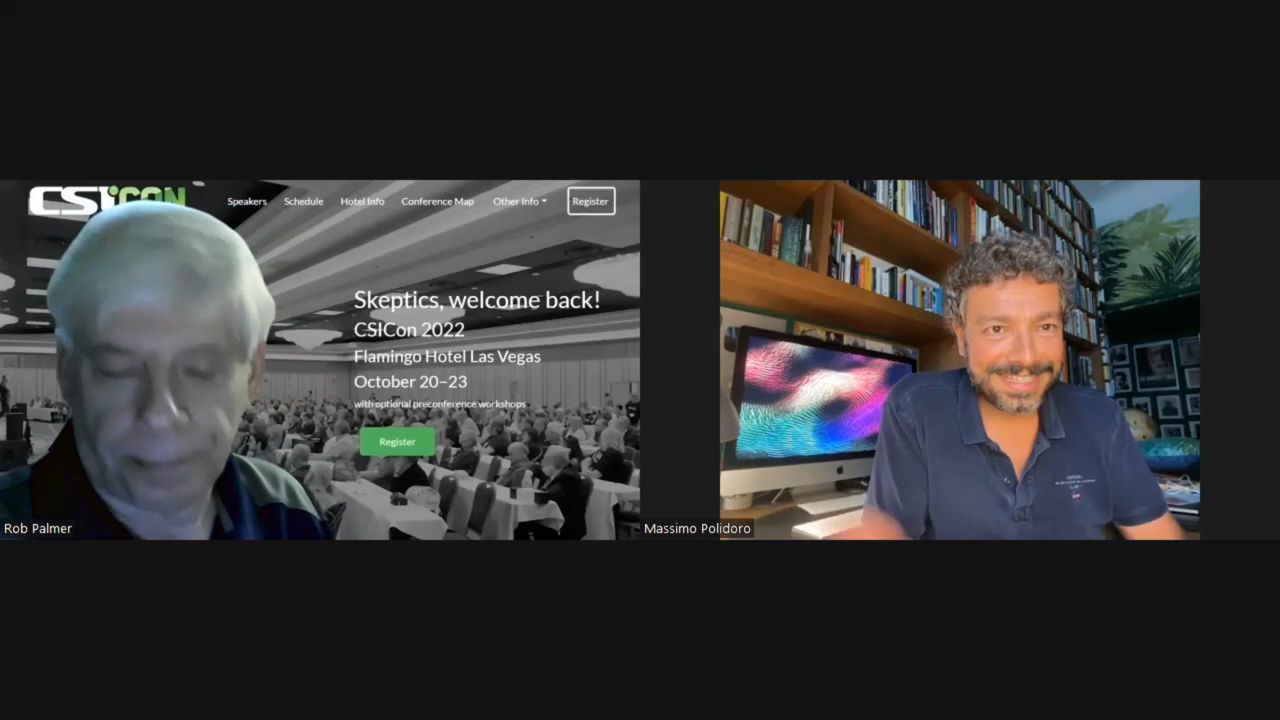 CSICON
Speakers Schedule Hotel Info Conference Map Other Info Register
Skeptics, welcome back!
CSICon 2022
Flamingo Hotel Las Vegas
October 20–23
with optional preconference workshops
Register
Rob Palmer
Massimo Polidoro